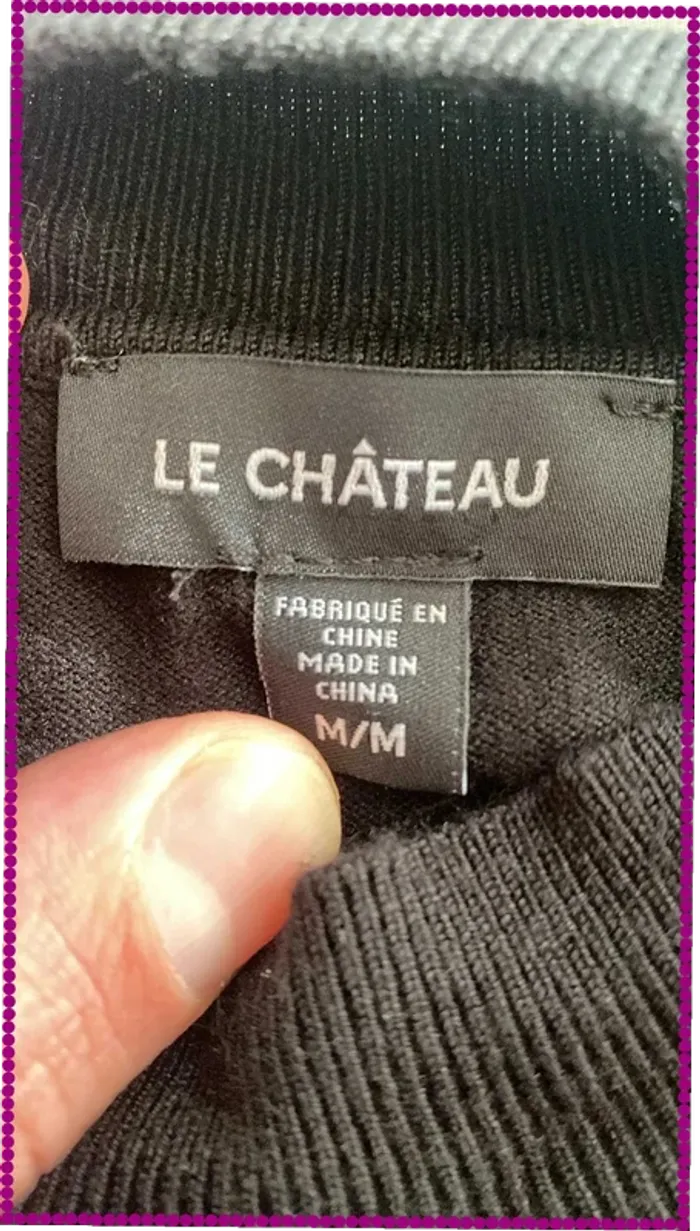 LE CHÂTEAU
FABRIQUÉ EN
CHINE
MADE IN
CHINA
M/M